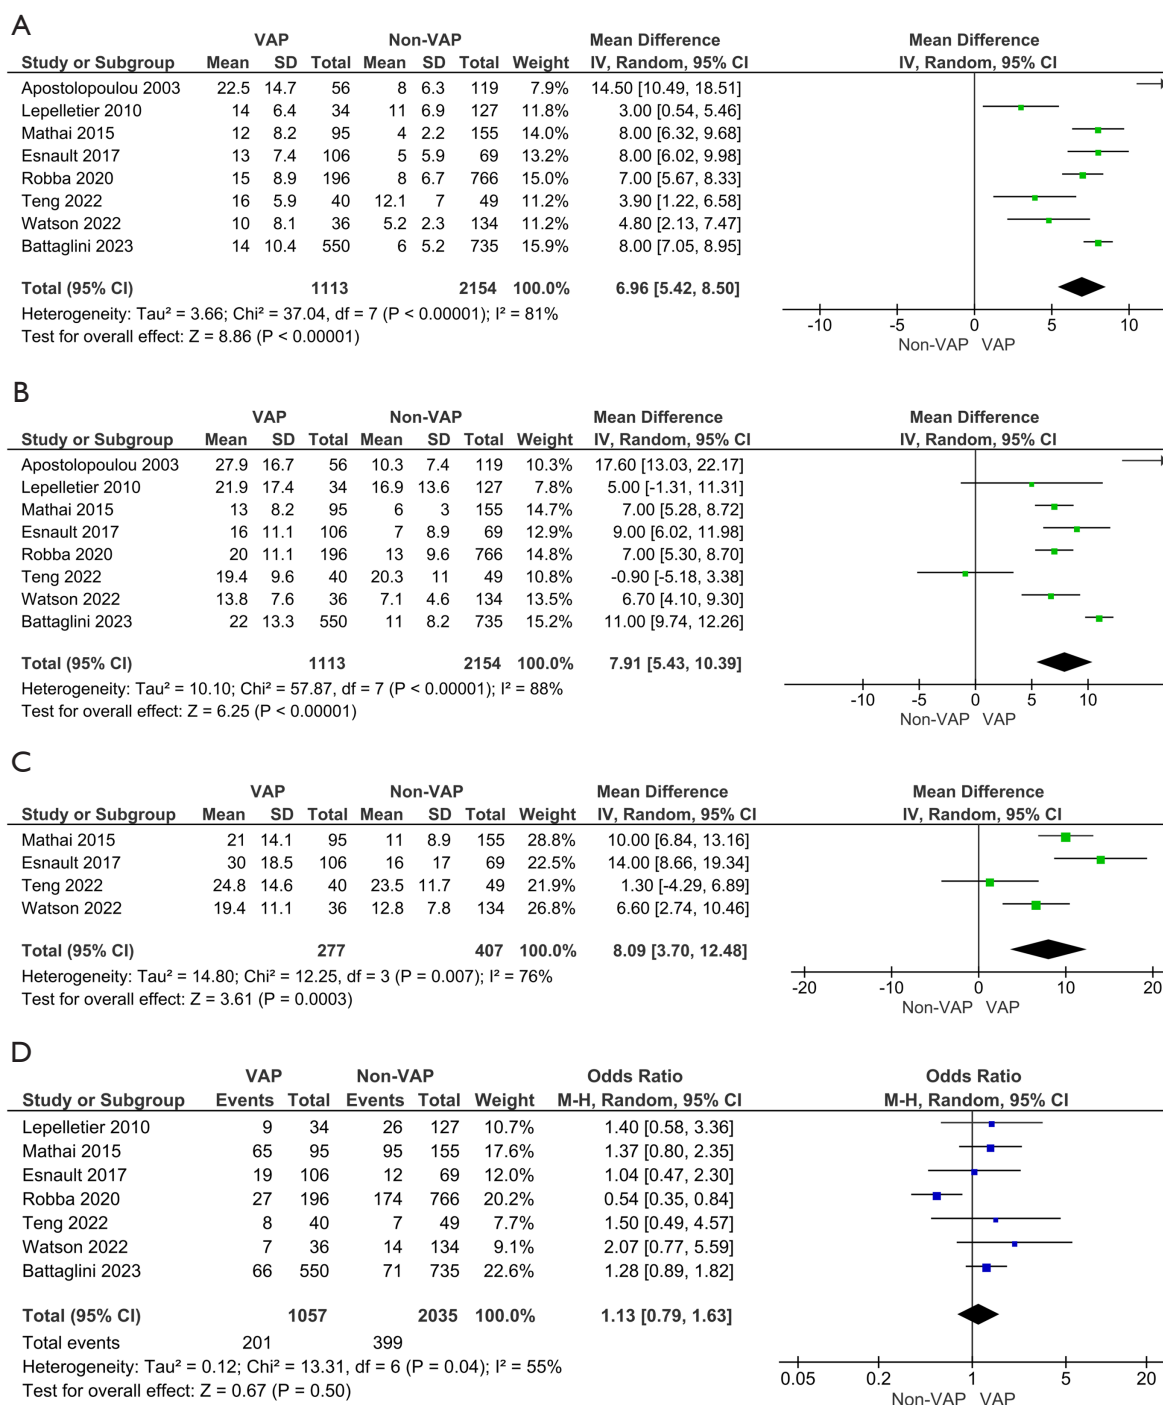 A
VAP Non-VAP Mean Difference Mean Difference
Study or Subgroup Mean SD Total Mean SD Total Weight IV, Random, 95% CI IV, Random, 95% CI
Apostolopoulou 2003 22.5 14.7 56 8 6.3 119 7.9% 14.50 [10.49, 18.51]
Lepelletier 2010 14 6.4 34 11 6.9 127 11.8% 3.00 [0.54, 5.46]
Mathai 2015 12 8.2 95 4 2.2 155 14.0% 8.00 [6.32, 9.68]
Esnault 2017 13 7.4 106 5 5.9 69 13.2% 8.00 [6.02, 9.98]
Robba 2020 15 8.9 196 8 6.7 766 15.0% 7.00 [5.67, 8.33]
Teng 2022 16 5.9 40 12.1 7 49 11.2% 3.90 [1.22, 6.58]
Watson 2022 10 8.1 36 5.2 2.3 134 11.0% 4.80 [2.13, 7.47]
Battaglini 2023 14 10.4 550 6 5.2 735 15.9% 8.00 [7.05, 8.95]
Total (95% CI) 1113 2154 100.0% 6.96 [5.42, 8.50]
Heterogeneity: Tau² = 3.66; Chi² = 37.04, df = 7 (P < 0.00001); I² = 81%
Test for overall effect: Z = 8.86 (P < 0.00001)
-10 -5 0 5 10
Non-VAP VAP
B
VAP Non-VAP Mean Difference Mean Difference
Study or Subgroup Mean SD Total Mean SD Total Weight IV, Random, 95% CI IV, Random, 95% CI
Apostolopoulou 2003 27.9 16.7 56 10.3 7.4 119 10.3% 17.60 [13.03, 22.17]
Lepelletier 2010 21.9 17.4 34 16.9 13.6 127 7.8% 5.00 [-1.31, 11.31]
Mathai 2015 13 8.2 95 6 3 155 14.7% 7.00 [5.28, 8.72]
Esnault 2017 16 11.1 106 7 8.9 69 12.9% 9.00 [6.02, 11.98]
Robba 2020 20 11.1 196 13 9.6 766 14.8% 7.00 [5.30, 8.70]
Teng 2022 19.4 9.6 40 20.3 11 49 10.8% -0.90 [-5.18, 3.38]
Watson 2022 13.8 7.6 36 7.1 4.6 134 13.5% 6.70 [4.10, 9.30]
Battaglini 2023 22 13.3 550 11 8.2 735 15.2% 11.00 [9.74, 12.26]
Total (95% CI) 1113 2154 100.0% 7.91 [5.43, 10.39]
Heterogeneity: Tau² = 10.10; Chi² = 57.87, df = 7 (P < 0.00001); I² = 88%
Test for overall effect: Z = 6.25 (P < 0.00001)
-10 -5 0 5 10
Non-VAP VAP
C
VAP Non-VAP Mean Difference Mean Difference
Study or Subgroup Mean SD Total Mean SD Total Weight IV, Random, 95% CI IV, Random, 95% CI
Mathai 2015 21 14.1 95 11 8.9 155 28.8% 10.00 [6.84, 13.16]
Esnault 2017 30 18.5 106 16 17 69 22.5% 14.00 [8.66, 19.34]
Teng 2022 24.8 14.6 40 23.5 11.7 49 21.9% 1.30 [-4.29, 6.89]
Watson 2022 19.4 11.1 36 12.8 7.8 134 26.8% 6.60 [2.74, 10.46]
Total (95% CI) 277 407 100.0% 8.09 [3.70, 12.48]
Heterogeneity: Tau² = 14.80; Chi² = 12.25, df = 3 (P = 0.007); I² = 76%
Test for overall effect: Z = 3.61 (P = 0.0003)
-20 -10 0 10 20
Non-VAP VAP
D
VAP Non-VAP Odds Ratio Odds Ratio
Study or Subgroup Events Total Events Total Weight M-H, Random, 95% CI M-H, Random, 95% CI
Lepelletier 2010 9 34 26 127 10.7% 1.40 [0.58, 3.36]
Mathai 2015 65 95 95 155 17.6% 1.37 [0.80, 2.35]
Esnault 2017 19 106 12 69 12.0% 1.04 [0.47, 2.30]
Robba 2020 27 196 174 766 20.2% 0.54 [0.35, 0.84]
Teng 2022 8 40 7 49 7.7% 1.50 [0.49, 4.57]
Watson 2022 7 36 14 134 9.1% 2.07 [0.77, 5.59]
Battaglini 2023 66 550 71 735 22.6% 1.28 [0.89, 1.82]
Total (95% CI) 1057 2035 100.0% 1.13 [0.79, 1.63]
Total events 201 399
Heterogeneity: Tau² = 0.12; Chi² = 13.31, df = 6 (P = 0.04); I² = 55%
Test for overall effect: Z = 0.67 (P = 0.50)
0.05 0.2 1 5 20
Non-VAP VAP